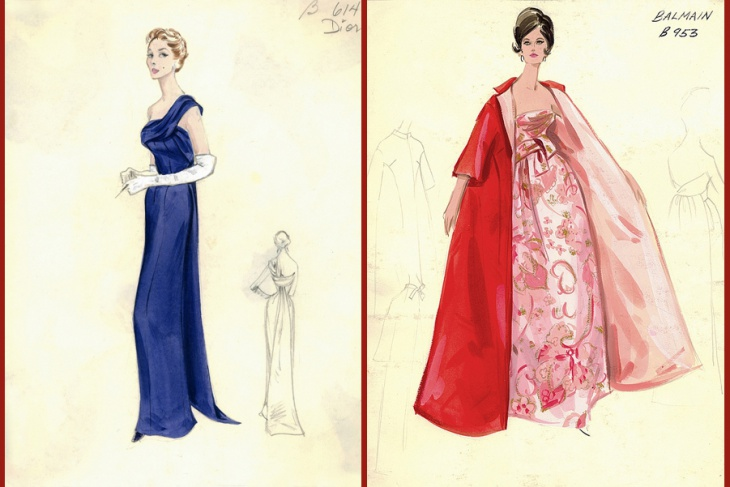 B 614
Dior
BALMAIN
B 953